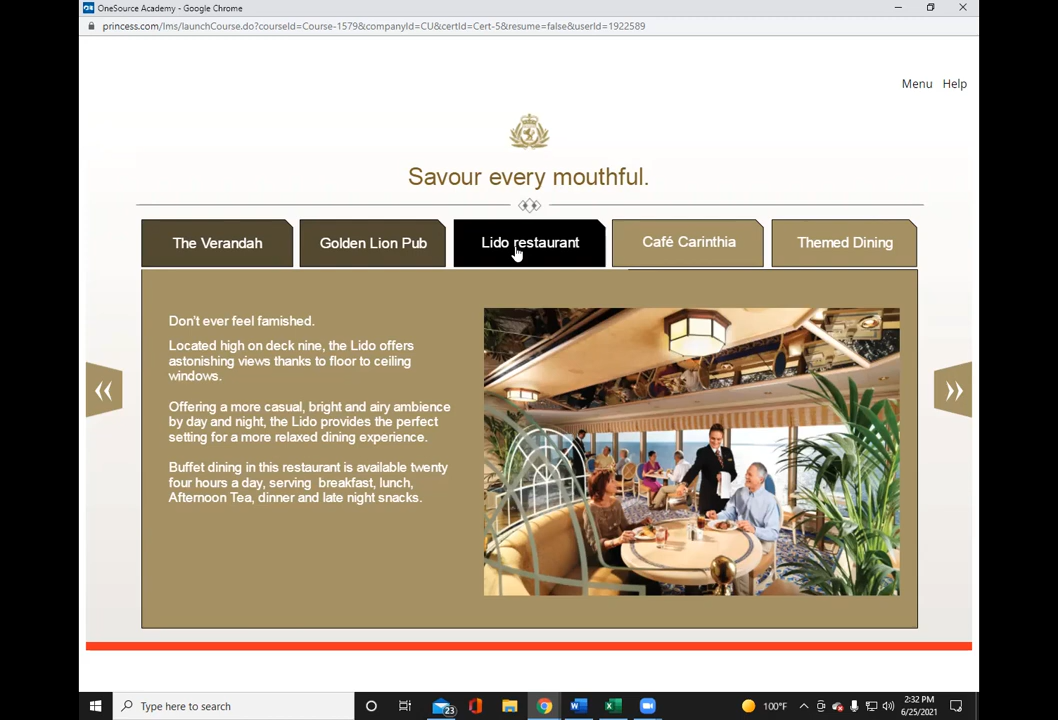 OneSource Academy - Google Chrome
princess.com/lms/launchCourse.do?courseId=Course-1579&companyId=CU&certId=Cert-5&resume=false&userId=1922589
Menu Help
Savour every mouthful.
The Verandah
Golden Lion Pub
Lido restaurant
Café Carinthia
Themed Dining
Don't ever feel famished.
Located high on deck nine, the Lido offers
astonishing views thanks to floor to ceiling
windows.
Offering a more casual, bright and airy ambience
by day and night, the Lido provides the perfect
setting for a more relaxed dining experience.
Buffet dining in this restaurant is available twenty
four hours a day, serving breakfast, lunch,
Afternoon Tea, dinner and late night snacks.
Type here to search
23
100°F
2:32 PM
6/25/2021